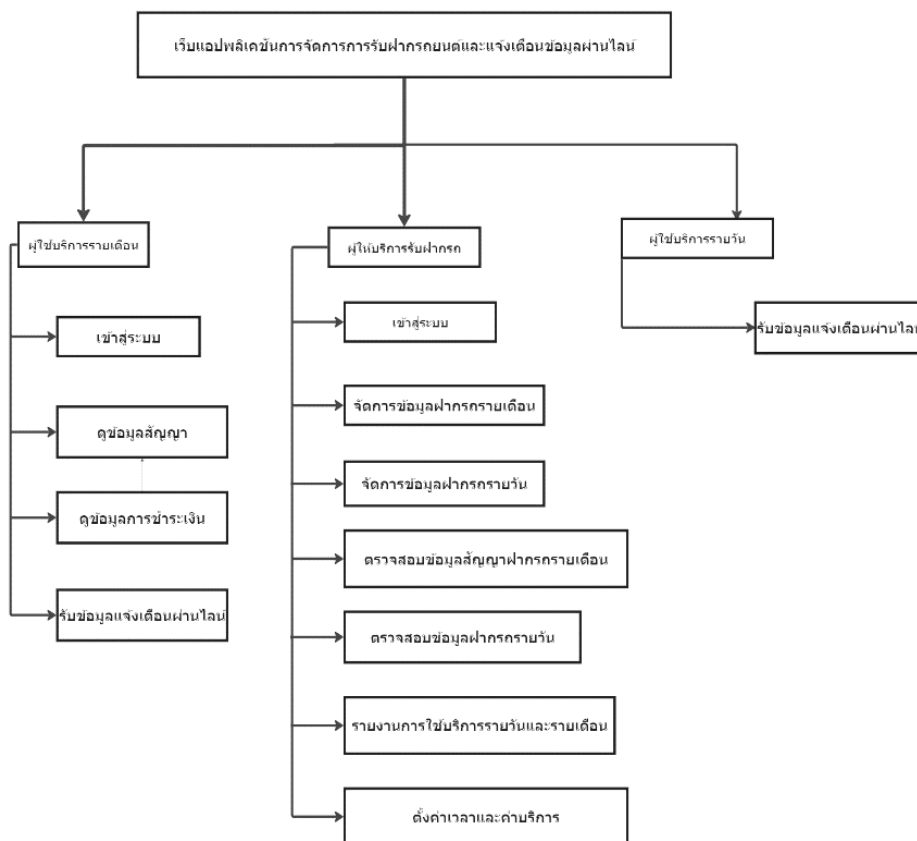 เว็บแอปพลิเคชันการจัดการการรับฝากรถยนต์และแจ้งเตือนข้อมูลผ่านไลน์
ผู้ใช้บริการรายเดือน
เข้าสู่ระบบ
ดูข้อมูลสัญญา
ดูข้อมูลการชำระเงิน
รับข้อมูลแจ้งเตือนผ่านไลน์
ผู้ให้บริการรับฝากรถ
เข้าสู่ระบบ
จัดการข้อมูลฝากรถรายเดือน
จัดการข้อมูลฝากรถรายวัน
ตรวจสอบข้อมูลสัญญาฝากรถรายเดือน
ตรวจสอบข้อมูลฝากรถรายวัน
รายงานการใช้บริการรายวันและรายเดือน
ตั้งค่าเวลาและค่าบริการ
ผู้ใช้บริการรายวัน
รับข้อมูลแจ้งเตือนผ่านไลน